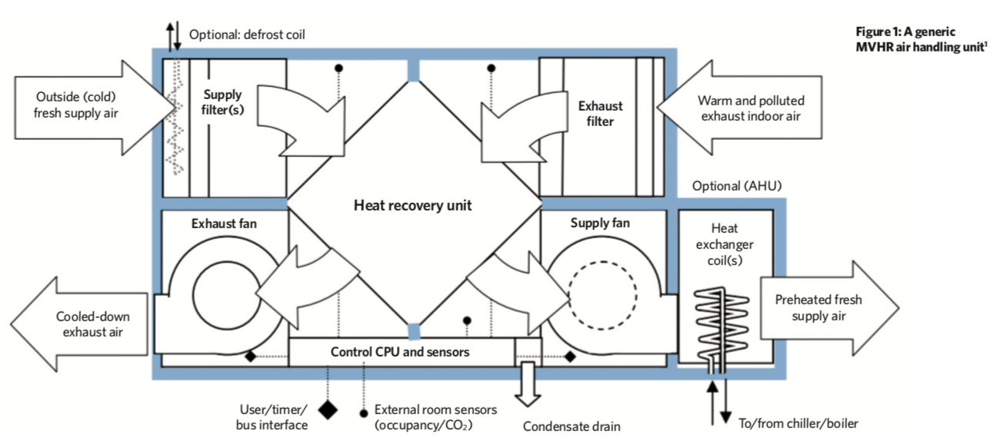 Figure 1: A generic
MVHR air handling unit¹
Optional: defrost coil
Outside (cold)
fresh supply air
Supply
filter(s)
Exhaust
filter
Warm and polluted
exhaust indoor air
Heat recovery unit
Optional (AHU)
Exhaust fan
Supply fan
Heat
exchanger
coil(s)
Cooled-down
exhaust air
Preheated fresh
supply air
Control CPU and sensors
User/timer/
bus interface
External room sensors
(occupancy/CO₂)
Condensate drain
To/from chiller/boiler